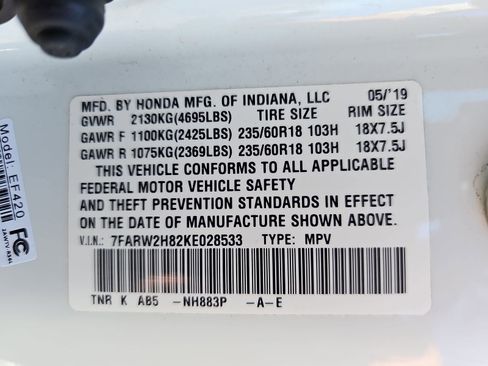 MFD. BY HONDA MFG. OF INDIANA, LLC 05/'19
GVWR 2130KG(4695LBS) TIRE SIZE RIM SIZE
GAWR F 1100KG(2425LBS) 235/60R18 103H 18X7.5J
GAWR R 1075KG(2369LBS) 235/60R18 103H 18X7.5J
THIS VEHICLE CONFORMS TO ALL APPLICABLE
FEDERAL MOTOR VEHICLE SAFETY
AND THEFT PREVENTION STANDARDS IN EFFECT
ON THE DATE OF MANUFACTURE SHOWN ABOVE.
V.I.N.: 7FARW2H82KE028533 TYPE: MPV
TNR K AB5 -NH883P -A-E
Model: EF420
FC